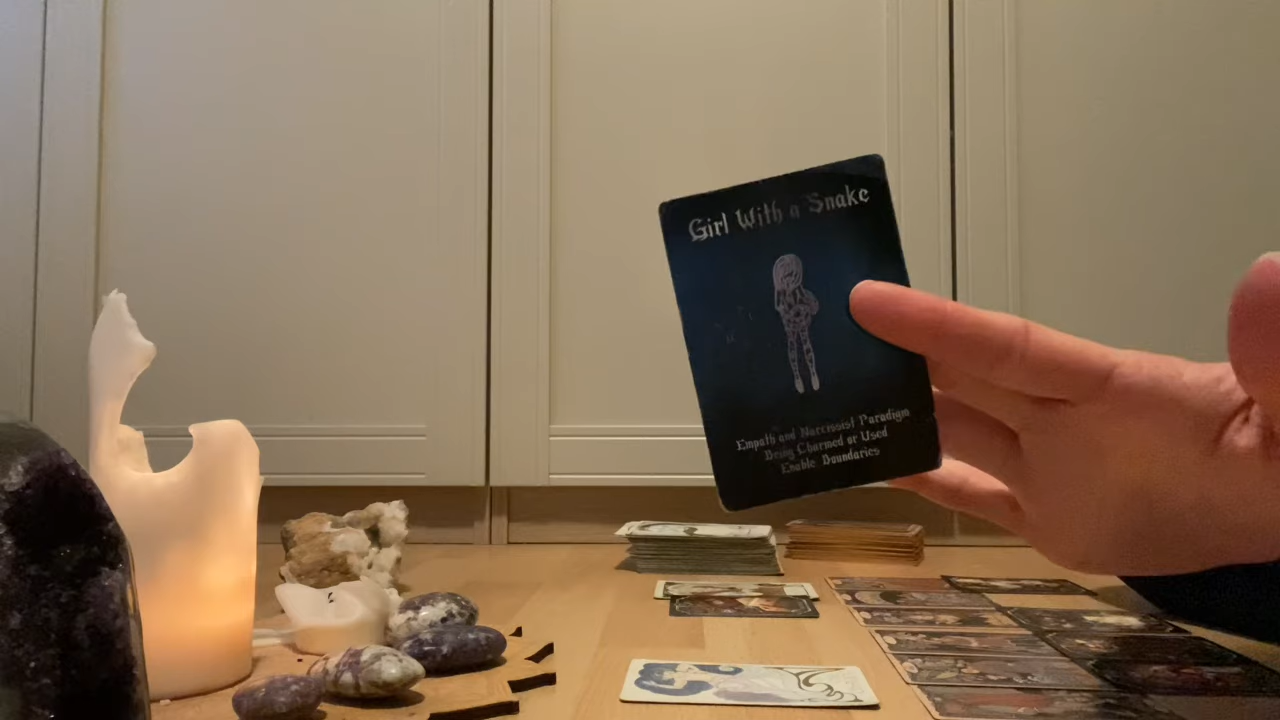 Girl With a Snake
Empath and Narcissist Paradigm
Being Charmed or Used
Enable Boundaries